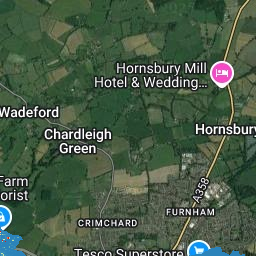 Hornsbury Mill
Hotel & Wedding...
Wadeford
Hornsbury
Chardleigh
Green
Farm
orist
A358
FURNHAM
CRIMCHARD
Tesco Superstore